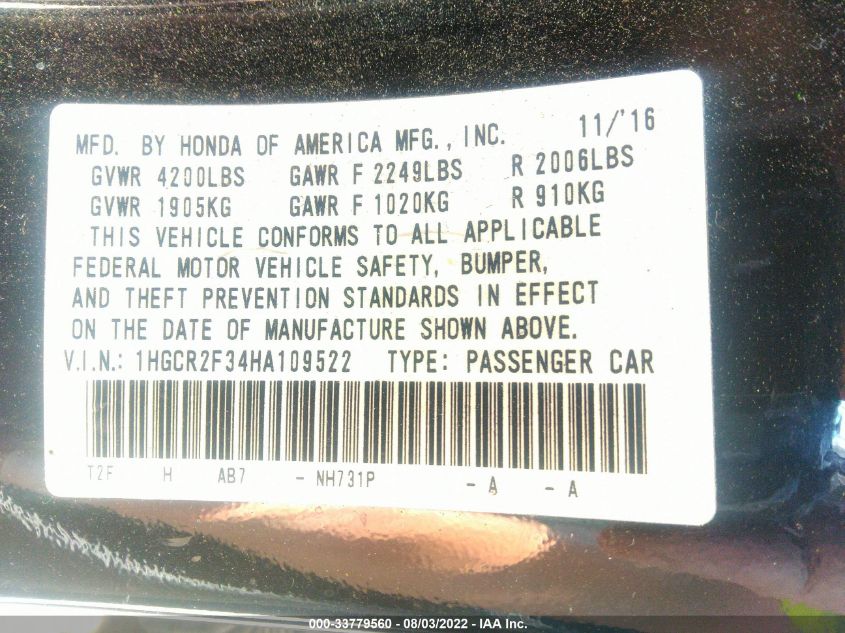 MFD. BY HONDA OF AMERICA MFG., INC. 11/'16
GVWR 4200LBS GAWR F 2249LBS R 2006LBS
GVWR 1905KG GAWR F 1020KG R 910KG
THIS VEHICLE CONFORMS TO ALL APPLICABLE
FEDERAL MOTOR VEHICLE SAFETY, BUMPER,
AND THEFT PREVENTION STANDARDS IN EFFECT
ON THE DATE OF MANUFACTURE SHOWN ABOVE.
V.I.N.: 1HGCR2F34HA109522 TYPE: PASSENGER CAR
T2F H AB7 - NH731P - A - A
000-33779560 - 08/03/2022 - IAA Inc.